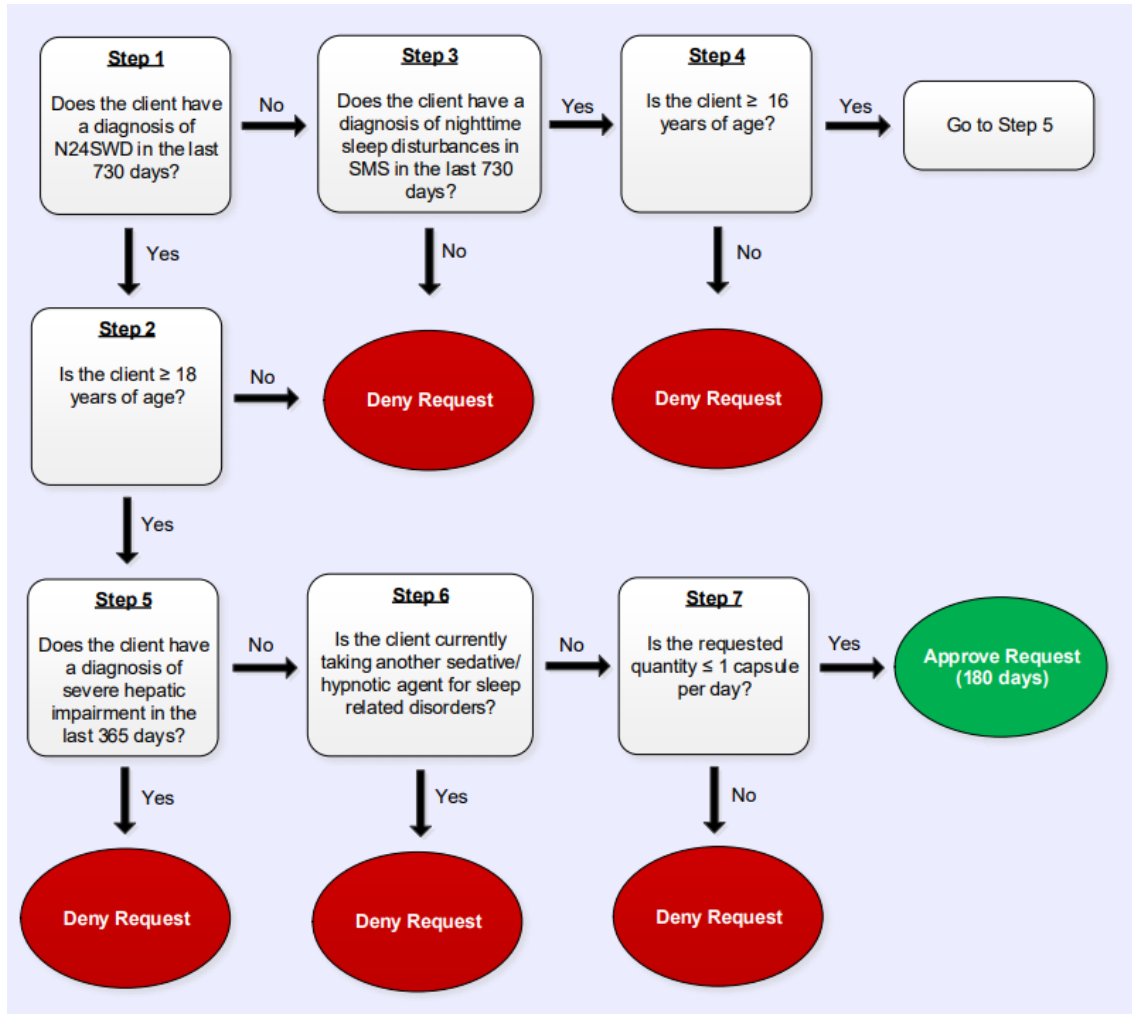 Step 1
Does the client have
a diagnosis of
N24SWD in the last
730 days?
No
Step 3
Does the client have a
diagnosis of nighttime
sleep disturbances in
SMS in the last 730
days?
Yes
Step 4
Is the client ≥ 16
years of age?
Yes
Go to Step 5
Yes
No
No
Step 2
Is the client ≥ 18
years of age?
No
Deny Request
Deny Request
Yes
Step 5
Does the client have
a diagnosis of
severe hepatic
impairment in the
last 365 days?
No
Step 6
Is the client currently
taking another sedative/
hypnotic agent for sleep
related disorders?
No
Step 7
Is the requested
quantity ≤ 1 capsule
per day?
Yes
Approve Request
(180 days)
Yes
Yes
No
Deny Request
Deny Request
Deny Request